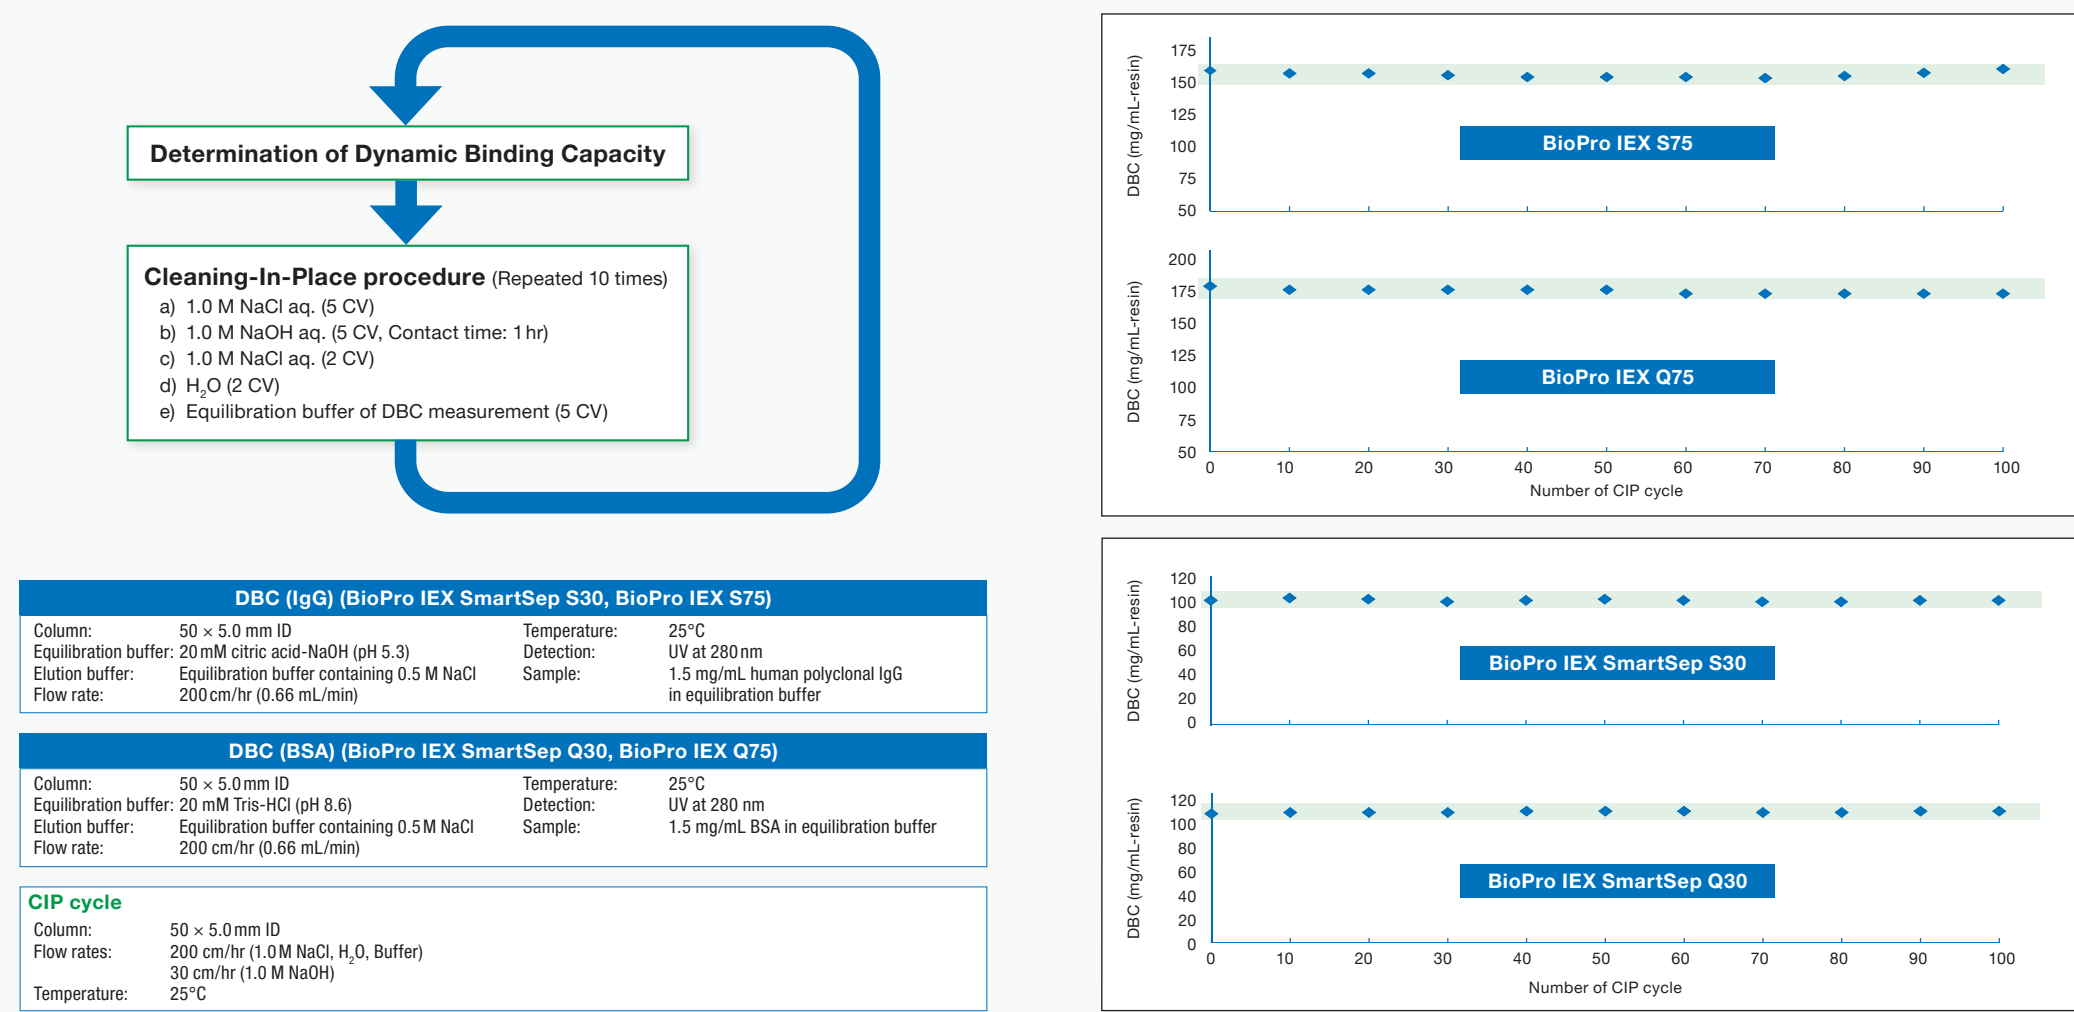 Determination of Dynamic Binding Capacity
Cleaning-In-Place procedure (Repeated 10 times)
a) 1.0 M NaCl aq. (5 CV)
b) 1.0 M NaOH aq. (5 CV, Contact time: 1 hr)
c) 1.0 M NaCl aq. (2 CV)
d) H₂O (2 CV)
e) Equilibration buffer of DBC measurement (5 CV)
DBC (IgG) (BioPro IEX SmartSep S30, BioPro IEX S75)
Column: 50 × 5.0 mm ID
Equilibration buffer: 20 mM citric acid-NaOH (pH 5.3)
Elution buffer: Equilibration buffer containing 0.5 M NaCl
Flow rate: 200 cm/hr (0.66 mL/min)
Temperature: 25°C
Detection: UV at 280 nm
Sample: 1.5 mg/mL human polyclonal IgG
in equilibration buffer
DBC (BSA) (BioPro IEX SmartSep Q30, BioPro IEX Q75)
Column: 50 × 5.0 mm ID
Equilibration buffer: 20 mM Tris-HCl (pH 8.6)
Elution buffer: Equilibration buffer containing 0.5 M NaCl
Flow rate: 200 cm/hr (0.66 mL/min)
Temperature: 25°C
Detection: UV at 280 nm
Sample: 1.5 mg/mL BSA in equilibration buffer
CIP cycle
Column: 50 × 5.0 mm ID
Flow rates: 200 cm/hr (1.0 M NaCl, H₂O, Buffer)
30 cm/hr (1.0 M NaOH)
Temperature: 25°C
DBC (mg/mL-resin)
175
150
125
100
75
50
BioPro IEX S75
DBC (mg/mL-resin)
200
175
150
125
100
75
50
BioPro IEX Q75
0 10 20 30 40 50 60 70 80 90 100
Number of CIP cycle
DBC (mg/mL-resin)
120
100
80
60
40
20
0
BioPro IEX SmartSep S30
DBC (mg/mL-resin)
120
100
80
60
40
20
0
BioPro IEX SmartSep Q30
0 10 20 30 40 50 60 70 80 90 100
Number of CIP cycle